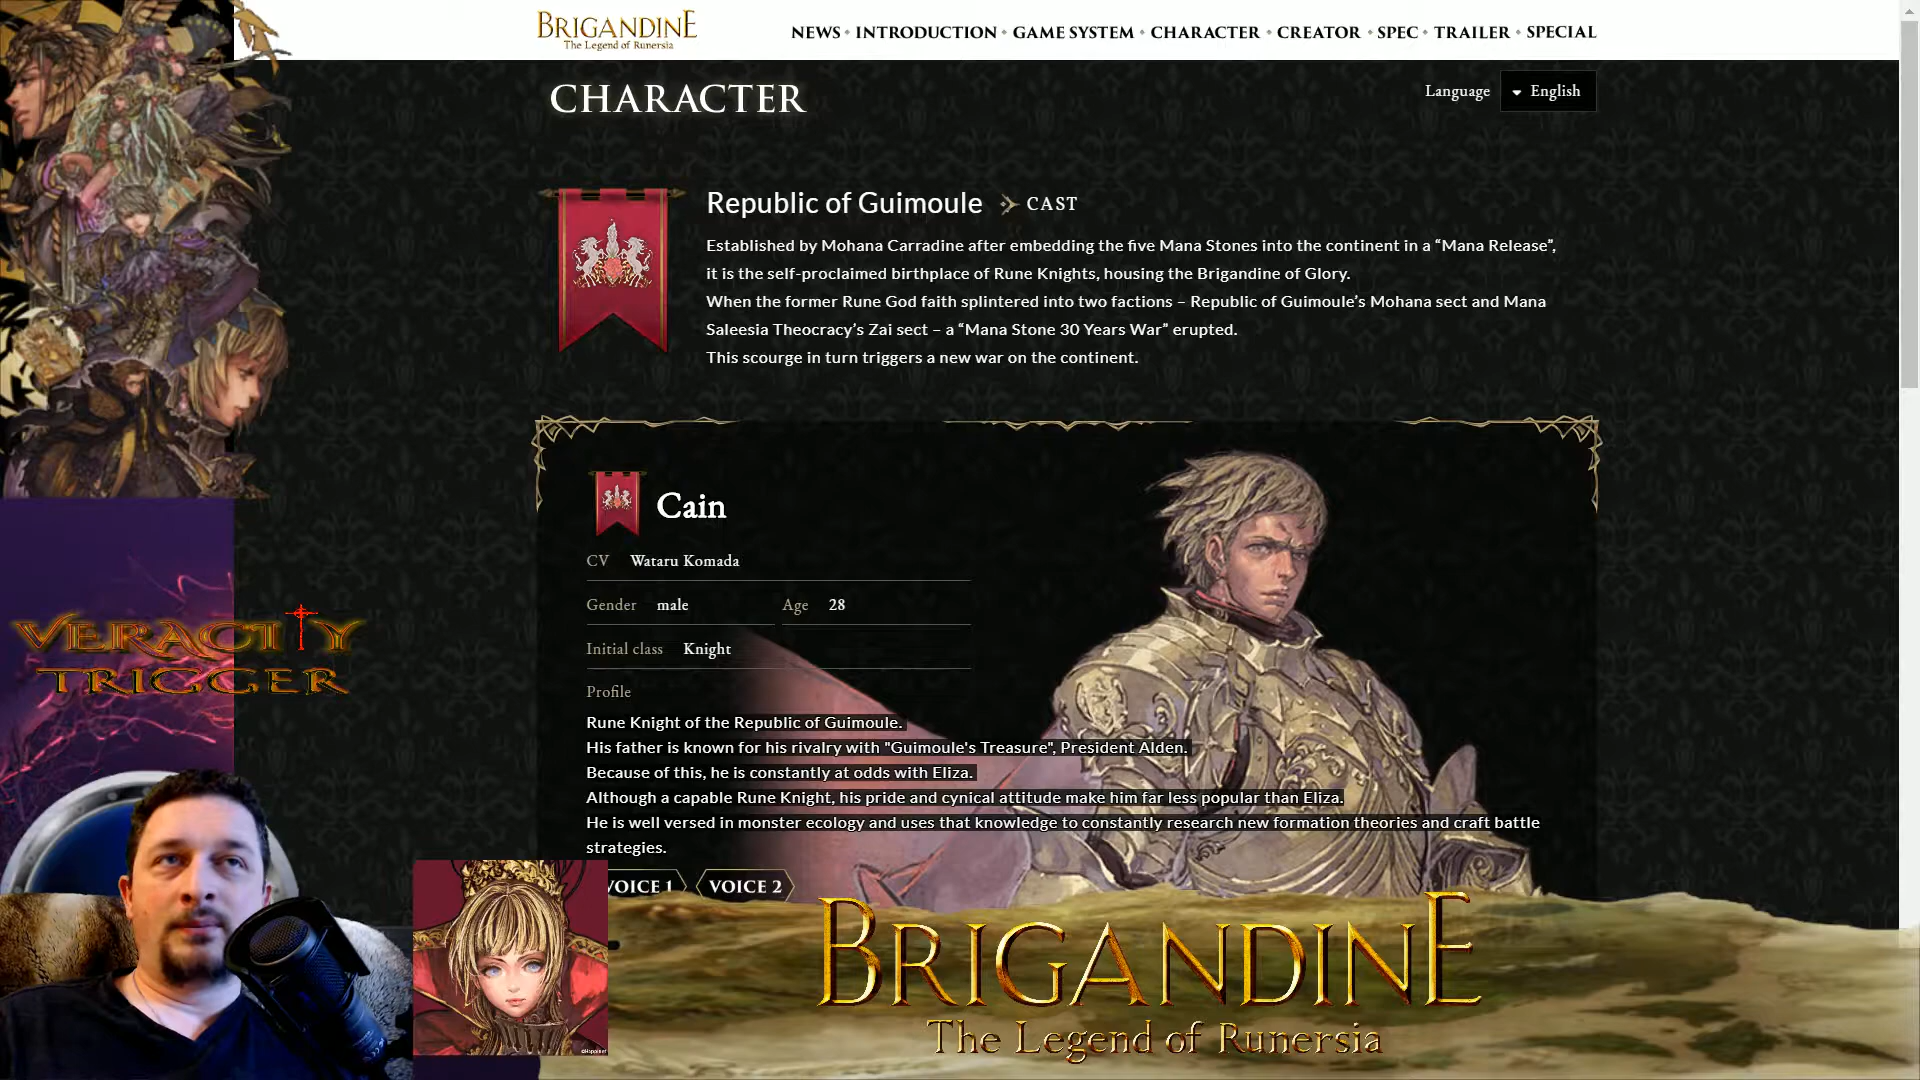 BRIGANDINE
The Legend of Runersia
NEWS • INTRODUCTION • GAME SYSTEM • CHARACTER • CREATOR • SPEC • TRAILER • SPECIAL
CHARACTER
Language English
Republic of Guimoule CAST
Established by Mohana Carradine after embedding the five Mana Stones into the continent in a “Mana Release”,
it is the self-proclaimed birthplace of Rune Knights, housing the Brigandine of Glory.
When the former Rune God faith splintered into two factions – Republic of Guimoule’s Mohana sect and Mana
Saleesia Theocracy’s Zai sect – a “Mana Stone 30 Years War” erupted.
This scourge in turn triggers a new war on the continent.
Cain
CV Wataru Komada
Gender male Age 28
Initial class Knight
Profile
Rune Knight of the Republic of Guimoule.
His father is known for his rivalry with "Guimoule's Treasure", President Alden.
Because of this, he is constantly at odds with Eliza.
Although a capable Rune Knight, his pride and cynical attitude make him far less popular than Eliza.
He is well versed in monster ecology and uses that knowledge to constantly research new formation theories and craft battle
strategies.
VOICE 1 VOICE 2
VERACITY
TRIGGER
©Happinet
BRIGANDINE
The Legend of Runersia